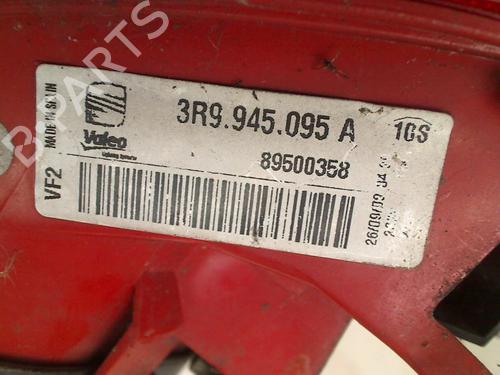 B-PARTS
MADE IN SPAIN
VF2
Valeo
3R9.945.095 A
10S
89500358
26/09/09